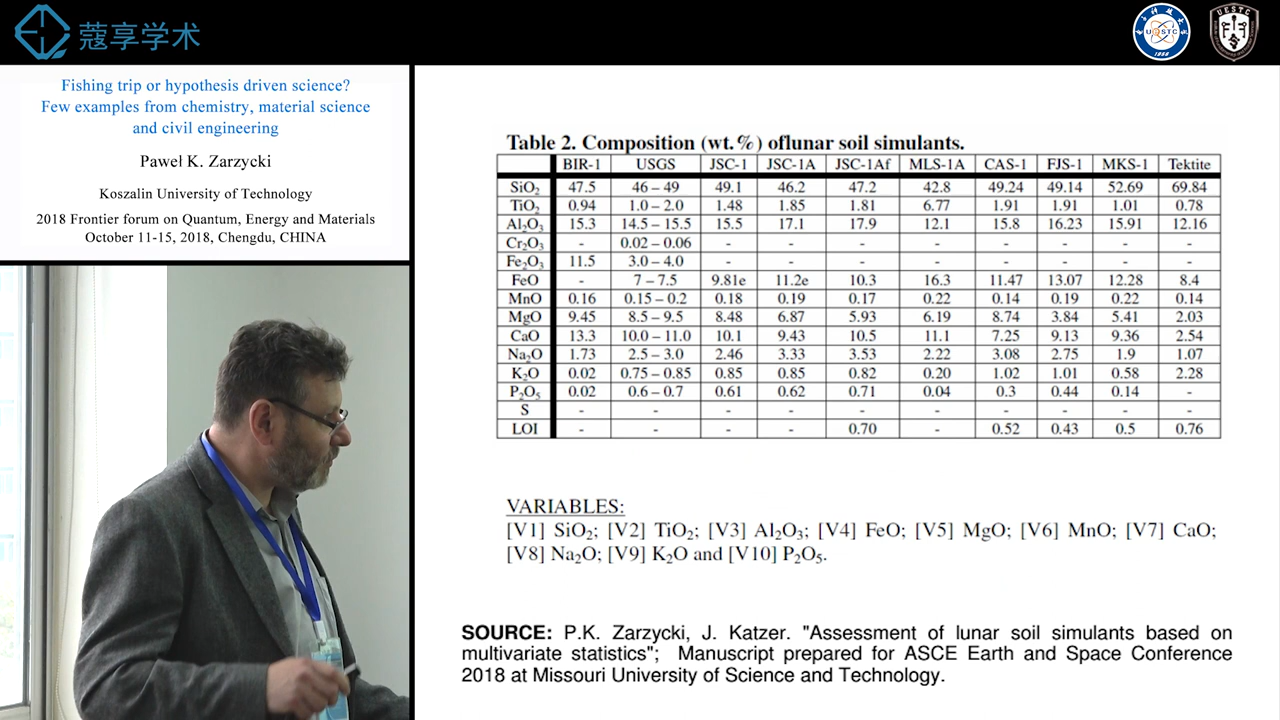 蔻享学术
UESTC
Fishing trip or hypothesis driven science?
Few examples from chemistry, material science
and civil engineering
Paweł K. Zarzycki
Koszalin University of Technology
2018 Frontier forum on Quantum, Energy and Materials
October 11-15, 2018, Chengdu, CHINA
Table 2. Composition (wt.%) oflunar soil simulants.
BIR-1 USGS JSC-1 JSC-1A JSC-1Af MLS-1A CAS-1 FJS-1 MKS-1 Tektite
SiO₂ 47.5 46 – 49 49.1 46.2 47.2 42.8 49.24 49.14 52.69 69.84
TiO₂ 0.94 1.0 – 2.0 1.48 1.85 1.81 6.77 1.91 1.91 1.01 0.78
Al₂O₃ 15.3 14.5 – 15.5 15.5 17.1 17.9 12.1 15.8 16.23 15.91 12.16
Cr₂O₃ - 0.02 – 0.06 - - - - - - - -
Fe₂O₃ 11.5 3.0 – 4.0 - - - - - - - -
FeO - 7 – 7.5 9.81e 11.2e 10.3 16.3 11.47 13.07 12.28 8.4
MnO 0.16 0.15 – 0.2 0.18 0.19 0.17 0.22 0.14 0.19 0.22 0.14
MgO 9.45 8.5 – 9.5 8.48 6.87 5.93 6.19 8.74 3.84 5.41 2.03
CaO 13.3 10.0 – 11.0 10.1 9.43 10.5 11.1 7.25 9.13 9.36 2.54
Na₂O 1.73 2.5 – 3.0 2.46 3.33 3.53 2.22 3.08 2.75 1.9 1.07
K₂O 0.02 0.75 – 0.85 0.85 0.85 0.82 0.20 1.02 1.01 0.58 2.28
P₂O₅ 0.02 0.6 – 0.7 0.61 0.62 0.71 0.04 0.3 0.44 0.14 -
S - - - - - - - - - -
LOI - - - - 0.70 - 0.52 0.43 0.5 0.76
VARIABLES:
[V1] SiO₂; [V2] TiO₂; [V3] Al₂O₃; [V4] FeO; [V5] MgO; [V6] MnO; [V7] CaO;
[V8] Na₂O; [V9] K₂O and [V10] P₂O₅.
SOURCE: P.K. Zarzycki, J. Katzer. "Assessment of lunar soil simulants based on
multivariate statistics"; Manuscript prepared for ASCE Earth and Space Conference
2018 at Missouri University of Science and Technology.